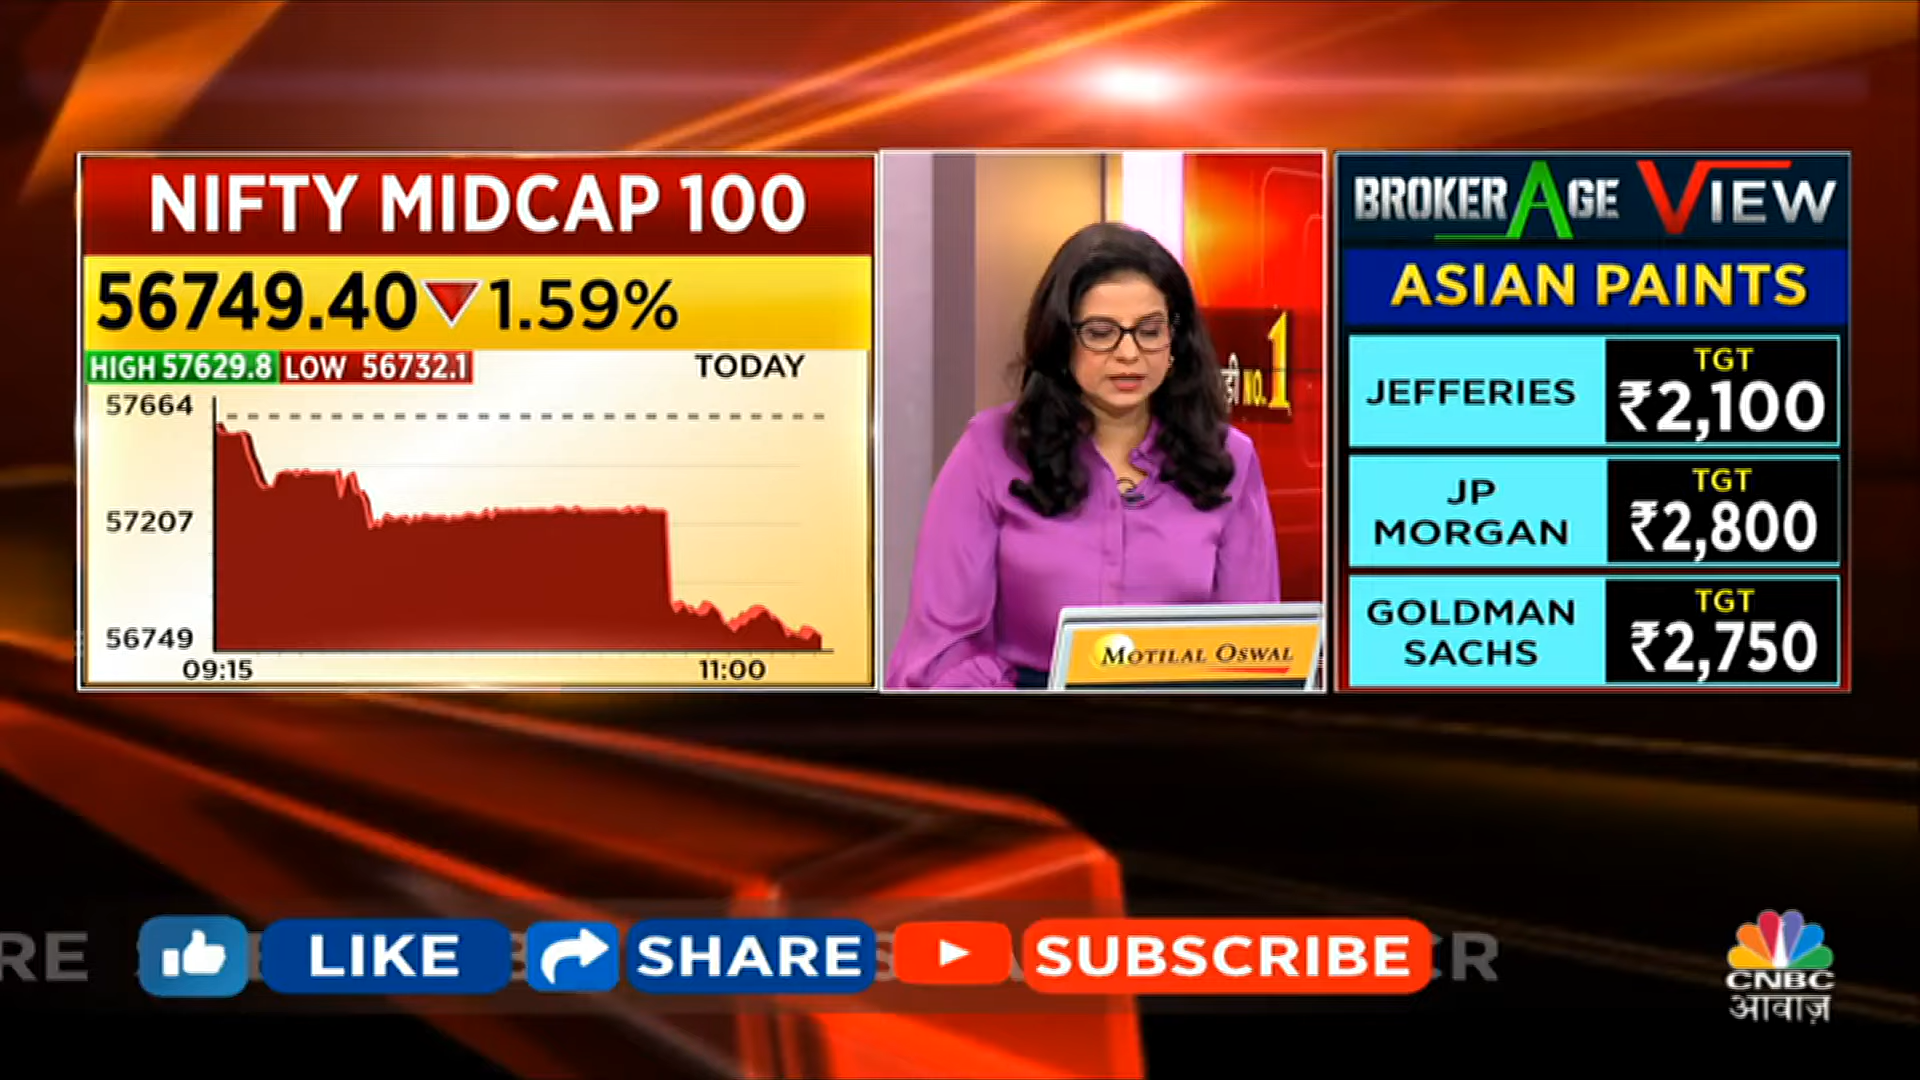 NIFTY MIDCAP 100
56749.40 1.59%
HIGH 57629.8 LOW 56732.1
TODAY
57664
57207
56749
09:15 11:00
NO.1
MOTILAL OSWAL
BROKERAGE VIEW
ASIAN PAINTS
JEFFERIES
TGT
₹2,100
JP
MORGAN
TGT
₹2,800
GOLDMAN
SACHS
TGT
₹2,750
LIKE
SHARE
SUBSCRIBE
CNBC
आवाज़